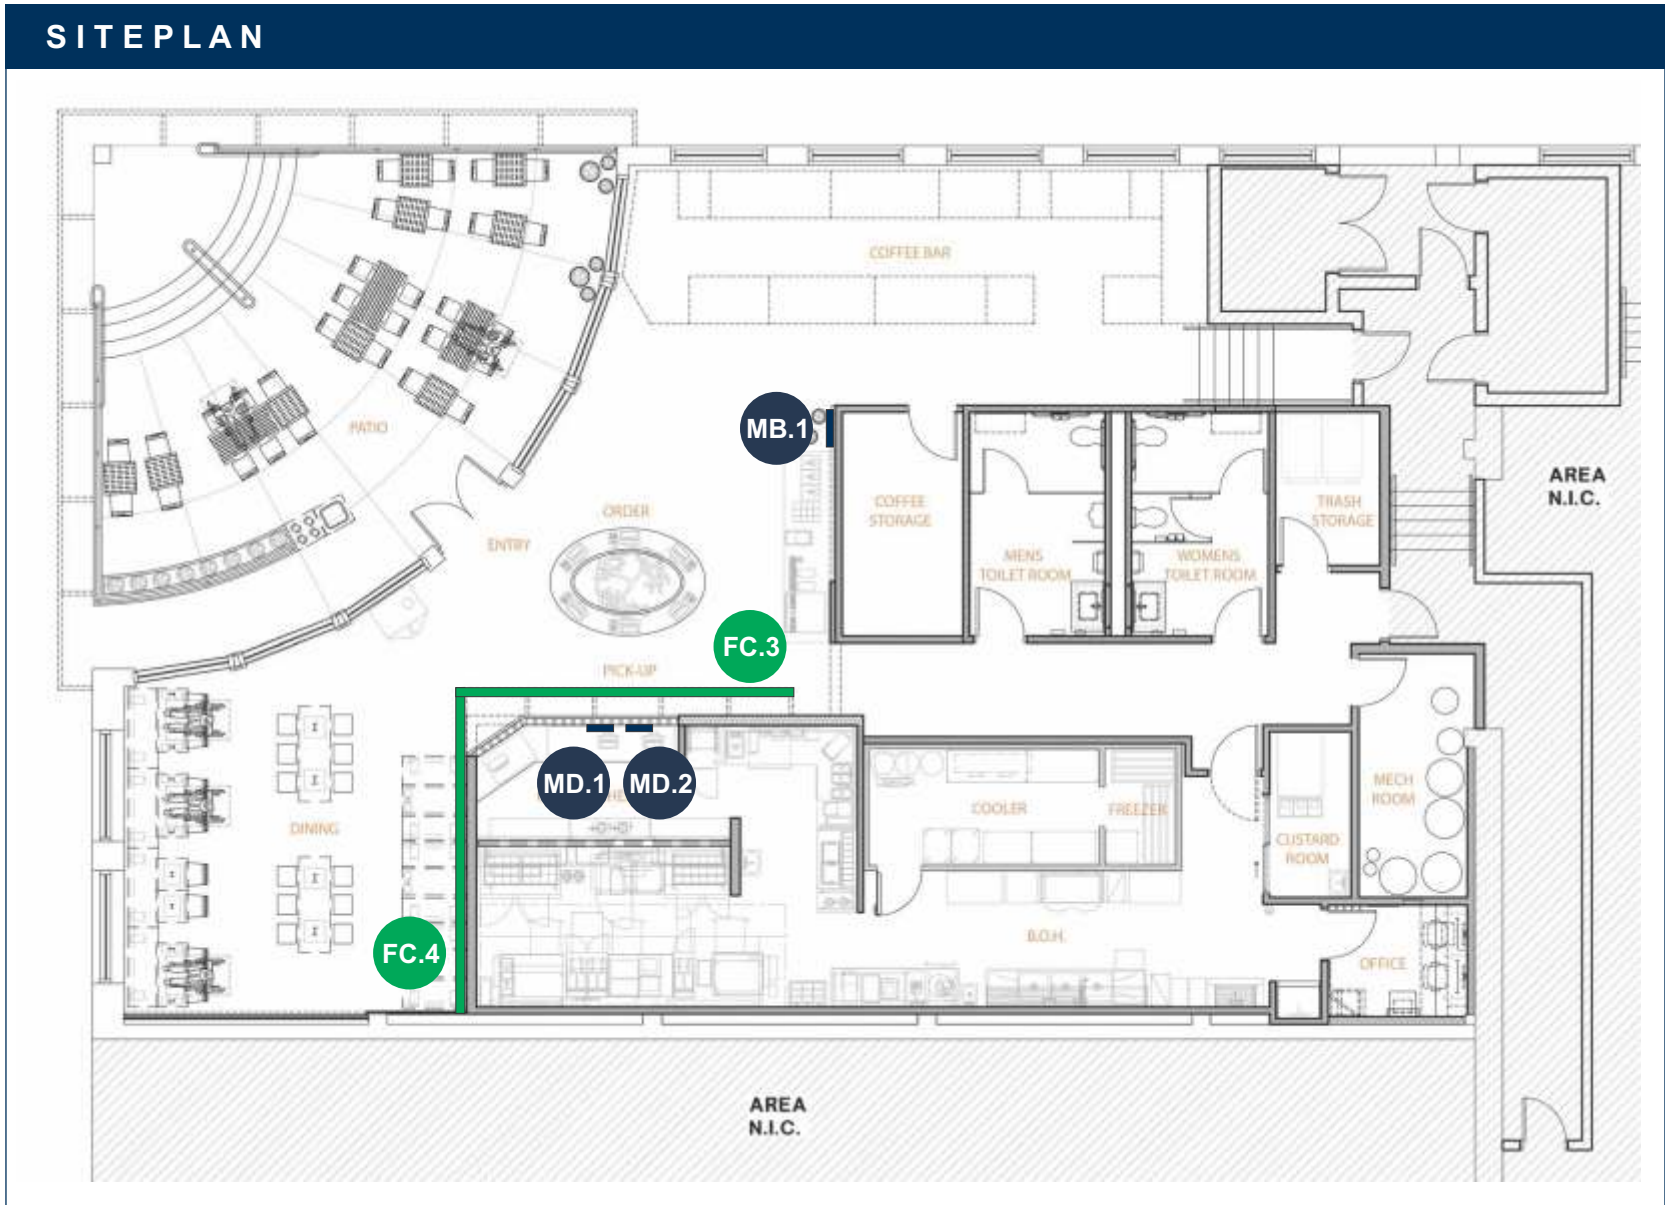 SITEPLAN
COFFEE BAR
MB.1
PATIO
AREA
N.I.C.
COFFEE
STORAGE
TRASH
STORAGE
ORDER
ENTRY
MENS
TOILET ROOM
WOMENS
TOILET ROOM
FC.3
PICK-UP
MD.1
MD.2
MECH
ROOM
COOLER
FREEZER
DINING
CUSTARD
ROOM
B.O.H.
FC.4
OFFICE
AREA
N.I.C.